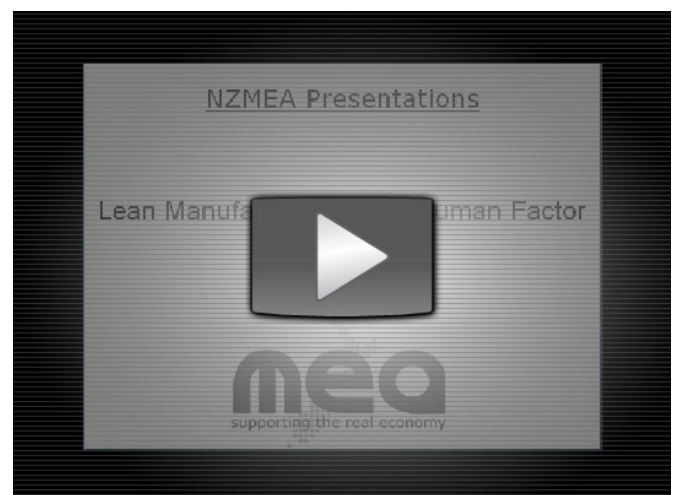 NZMEA Presentations
Lean Manufa uman Factor
mea
supporting the real economy